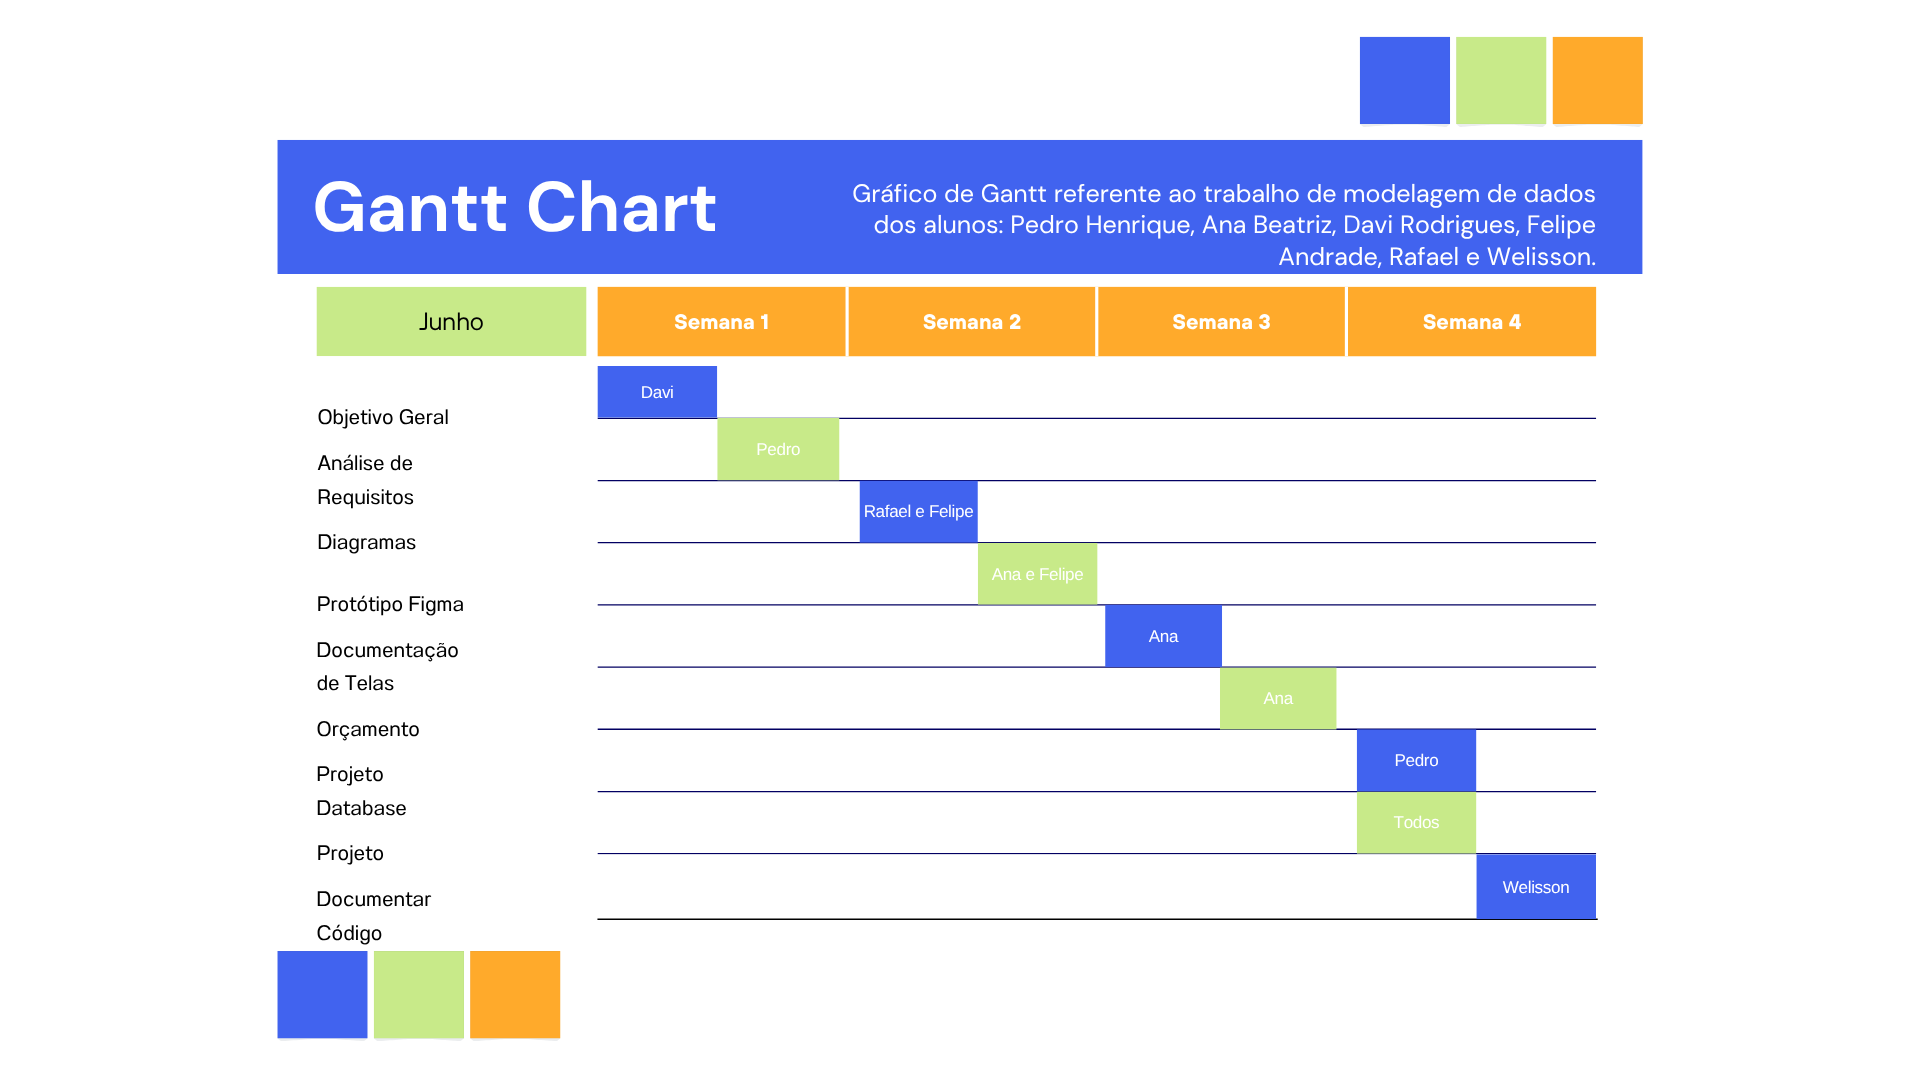 Gantt Chart
Gráfico de Gantt referente ao trabalho de modelagem de dados
dos alunos: Pedro Henrique, Ana Beatriz, Davi Rodrigues, Felipe
Andrade, Rafael e Welisson.
Junho
Semana 1
Semana 2
Semana 3
Semana 4
Objetivo Geral
Davi
Análise de
Requisitos
Pedro
Diagramas
Rafael e Felipe
Protótipo Figma
Ana e Felipe
Documentação
de Telas
Ana
Orçamento
Ana
Projeto
Database
Pedro
Projeto
Todos
Documentar
Código
Welisson